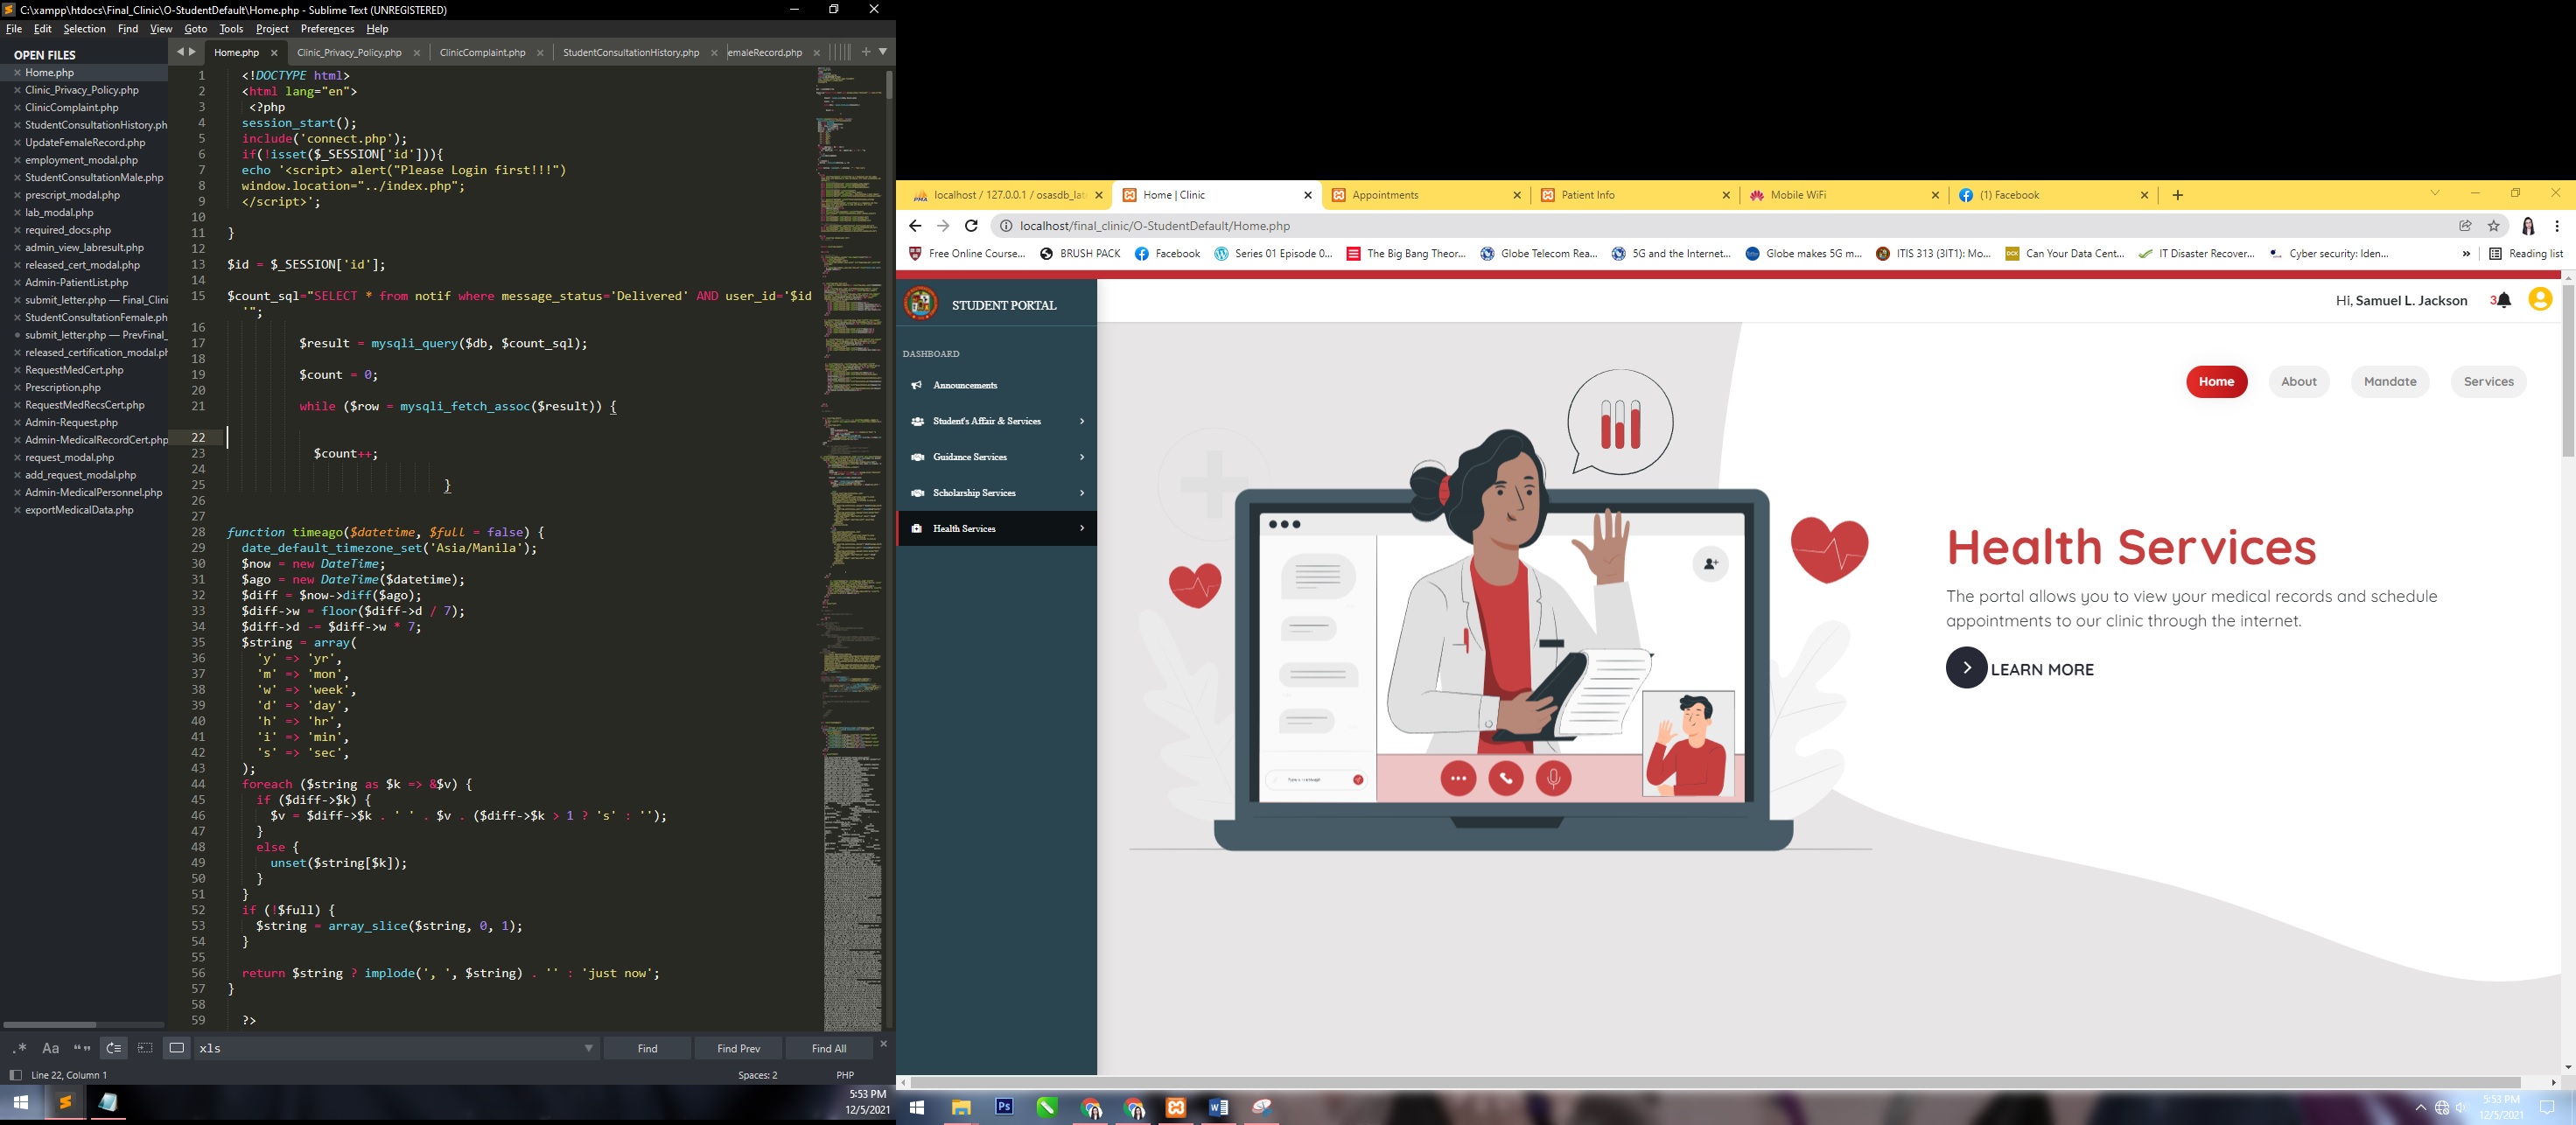 C:\xampp\htdocs\Final_Clinic\O-StudentDefault\Home.php - Sublime Text (UNREGISTERED)
File Edit Selection Find View Goto Tools Project Preferences Help
OPEN FILES
Home.php
Clinic_Privacy_Policy.php
ClinicComplaint.php
StudentConsultationHistory.ph
UpdateFemaleRecord.php
employment_modal.php
StudentConsultationMale.php
prescript_modal.php
lab_modal.php
required_docs.php
admin_view_labresult.php
released_cert_modal.php
Admin-PatientList.php
submit_letter.php — Final_Clini
StudentConsultationFemale.ph
submit_letter.php — PrevFinal_
released_certification_modal.ph
RequestMedCert.php
Prescription.php
RequestMedRecsCert.php
Admin-Request.php
Admin-MedicalRecordCert.php
request_modal.php
add_request_modal.php
Admin-MedicalPersonnel.php
exportMedicalData.php
Home.php Clinic_Privacy_Policy.php ClinicComplaint.php StudentConsultationHistory.php emaleRecord.php
1 <!DOCTYPE html>
2 <html lang="en">
3 <?php
4 session_start();
5 include('connect.php');
6 if(!isset($_SESSION['id'])){
7 echo '<script> alert("Please Login first!!!")
8 window.location="../index.php";
9 </script>';
10
11 }
12
13 $id = $_SESSION['id'];
14
15 $count_sql="SELECT * from notif where message_status='Delivered' AND user_id='$id
'";
16
17 $result = mysqli_query($db, $count_sql);
18
19 $count = 0;
20
21 while ($row = mysqli_fetch_assoc($result)) {
22
23 $count++;
24
25 }
26
27
28 function timeago($datetime, $full = false) {
29 date_default_timezone_set('Asia/Manila');
30 $now = new DateTime;
31 $ago = new DateTime($datetime);
32 $diff = $now->diff($ago);
33 $diff->w = floor($diff->d / 7);
34 $diff->d -= $diff->w * 7;
35 $string = array(
36 'y' => 'yr',
37 'm' => 'mon',
38 'w' => 'week',
39 'd' => 'day',
40 'h' => 'hr',
41 'i' => 'min',
42 's' => 'sec',
43 );
44 foreach ($string as $k => &$v) {
45 if ($diff->$k) {
46 $v = $diff->$k . ' ' . $v . ($diff->$k > 1 ? 's' : '');
47 }
48 else {
49 unset($string[$k]);
50 }
51 }
52 if (!$full) {
53 $string = array_slice($string, 0, 1);
54 }
55
56 return $string ? implode(', ', $string) . '' : 'just now';
57 }
58
59 ?>
.* Aa “” xls Find Find Prev Find All
Line 22, Column 1 Spaces: 2 PHP
5:53 PM
12/5/2021
localhost / 127.0.0.1 / osasdb_lat Home | Clinic Appointments Patient Info Mobile WiFi (1) Facebook
localhost/final_clinic/O-StudentDefault/Home.php
Free Online Course... BRUSH PACK Facebook Series 01 Episode 0... The Big Bang Theor... Globe Telecom Rea... 5G and the Internet... Globe makes 5G m... ITIS 313 (3IT1): Mo... Can Your Data Cent... IT Disaster Recover... Cyber security: Iden... » Reading list
STUDENT PORTAL
Hi, Samuel L. Jackson 3
DASHBOARD
Announcements
Student's Affair & Services
Guidance Services
Scholarship Services
Health Services
Home About Mandate Services
Health Services
The portal allows you to view your medical records and schedule
appointments to our clinic through the internet.
LEARN MORE
5:53 PM
12/5/2021